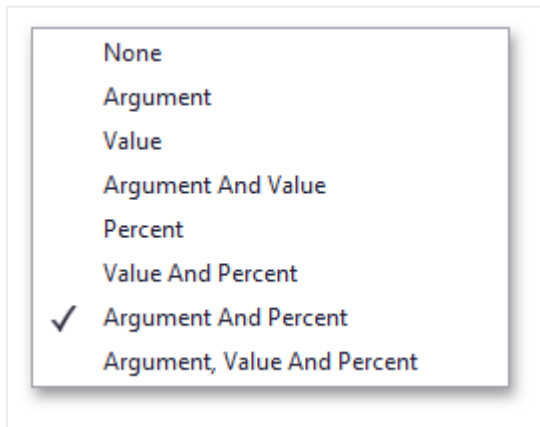 None
Argument
Value
Argument And Value
Percent
Value And Percent
Argument And Percent
Argument, Value And Percent